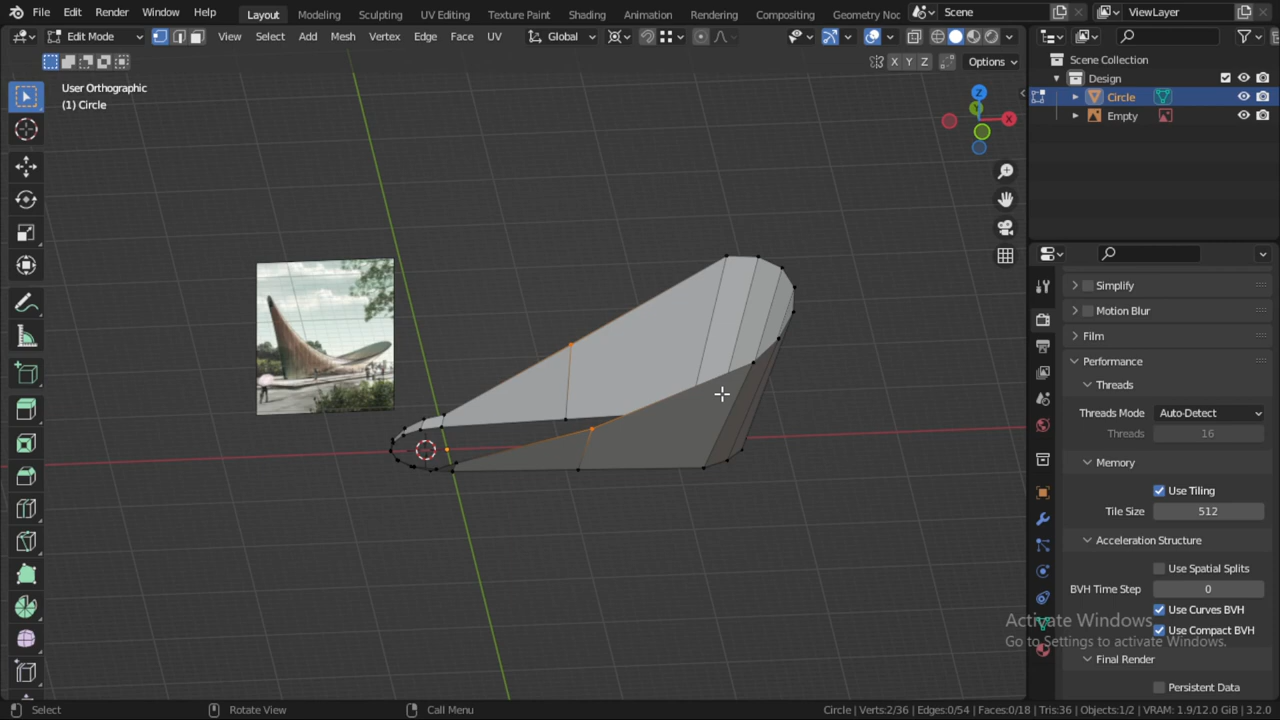 File Edit Render Window Help Layout Modeling Sculpting UV Editing Texture Paint Shading Animation Rendering Compositing Geometry Noc Scene ViewLayer
Edit Mode View Select Add Mesh Vertex Edge Face UV Global
X Y Z Options
User Orthographic
(1) Circle
Z
Y
X
Scene Collection
Design
Circle
Empty
Simplify
Motion Blur
Film
Performance
Threads
Threads Mode Auto-Detect
Threads 16
Memory
Use Tiling
Tile Size 512
Acceleration Structure
Use Spatial Splits
BVH Time Step 0
Use Curves BVH
Use Compact BVH
Final Render
Persistent Data
Activate Windows
Go to Settings to activate Windows.
Select Rotate View Call Menu Circle | Verts:2/36 | Edges:0/54 | Faces:0/18 | Tris:36 | Objects:1/2 | VRAM: 1.9/12.0 GiB | 3.2.0